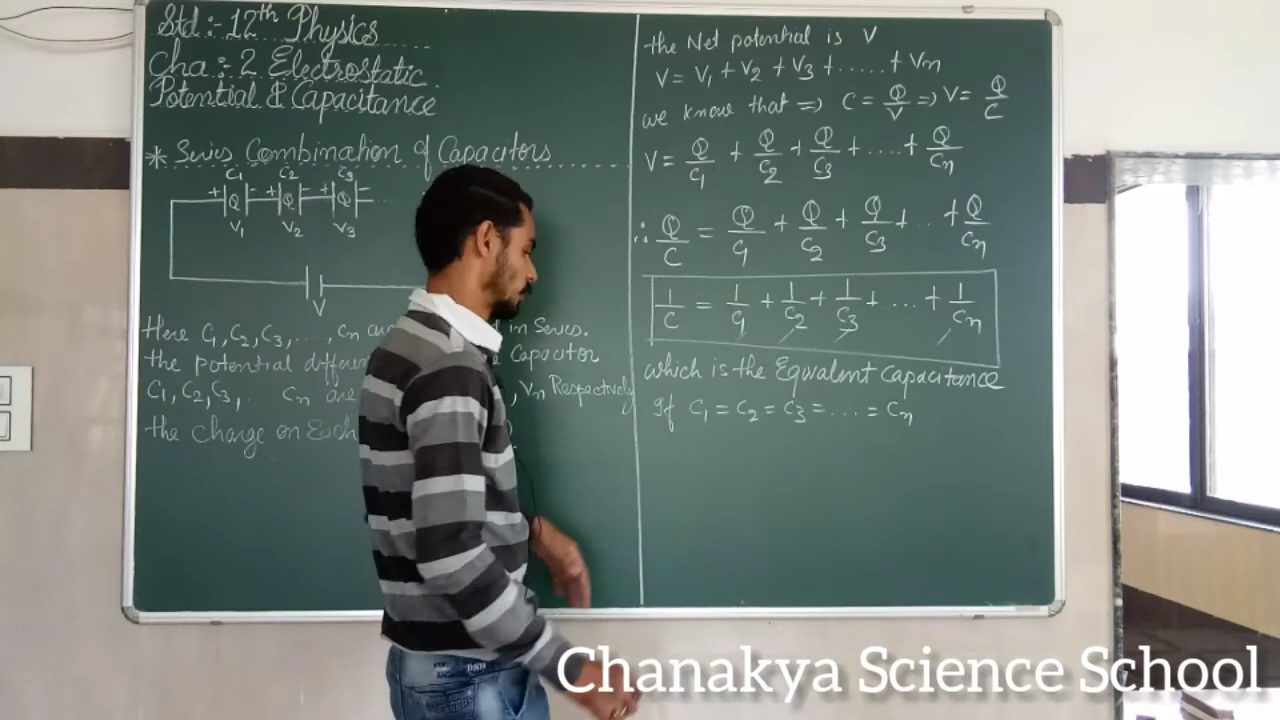 Std :- 12th Physics
Cha :- 2 Electrostatic
Potential & Capacitance
* Series Combination of Capacitors
C1 C2 C3
+ Q - + Q - + Q -
V1 V2 V3
V
Here C1, C2, C3, ..., Cn are in Series.
the potential Capacitor
C1, C2, C3, Cn are , Vn Respectively
the charge on Each
the Net potential is V
V = V1 + V2 + V3 + ..... + Vn
we know that => C = Q/V => V = Q/C
V = Q/C1 + Q/C2 + Q/C3 + .... + Q/Cn
∴ Q/C = Q/C1 + Q/C2 + Q/C3 + ... + Q/Cn
1/C = 1/C1 + 1/C2 + 1/C3 + ... + 1/Cn
which is the Equvalent capacitance
If C1 = C2 = C3 = .... = Cn
Chanakya Science School